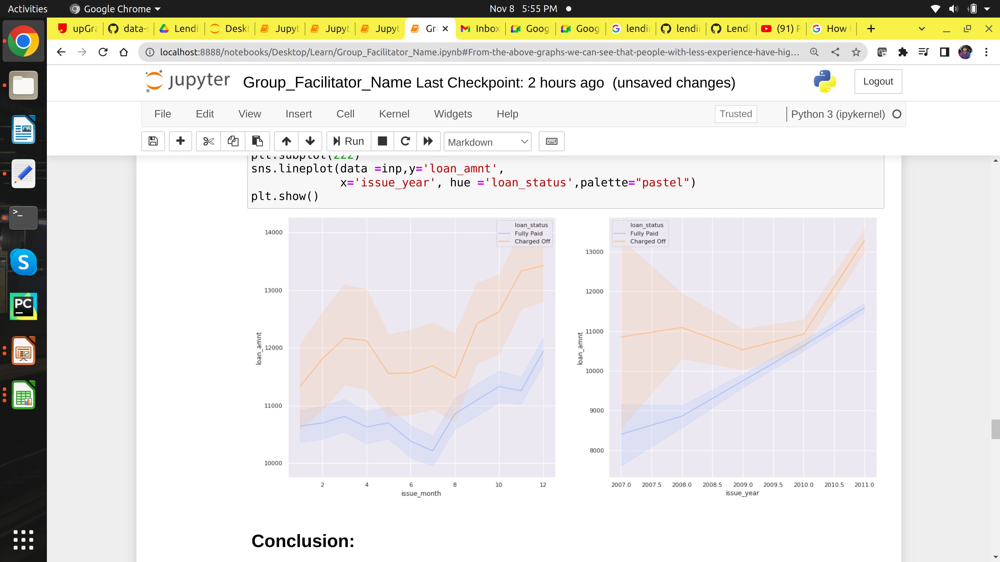 Activities
Google Chrome
Nov 8 5:55 PM
upGra
data-s
Lendi
Deskt
Jupyt
Jupyt
Jupyt
Gr
Inbox
Goog
Goog
lendin
lendin
Lendi
(91) P
How t
localhost:8888/notebooks/Desktop/Learn/Group_Facilitator_Name.ipynb#From-the-above-graphs-we-can-see-that-people-with-less-experience-have-hig...
jupyter
Group_Facilitator_Name Last Checkpoint: 2 hours ago (unsaved changes)
Logout
File Edit View Insert Cell Kernel Widgets Help
Trusted
Python 3 (ipykernel)
Run
Markdown
plt.subplot(222)
sns.lineplot(data =inp,y='loan_amnt',
x='issue_year', hue ='loan_status',palette="pastel")
plt.show()
loan_status
Fully Paid
Charged Off
14000
13000
12000
11000
10000
loan_amnt
2 4 6 8 10 12
issue_month
loan_status
Fully Paid
Charged Off
13000
12000
11000
10000
9000
8000
loan_amnt
2007.0 2007.5 2008.0 2008.5 2009.0 2009.5 2010.0 2010.5 2011.0
issue_year
Conclusion:
>_
S
PC